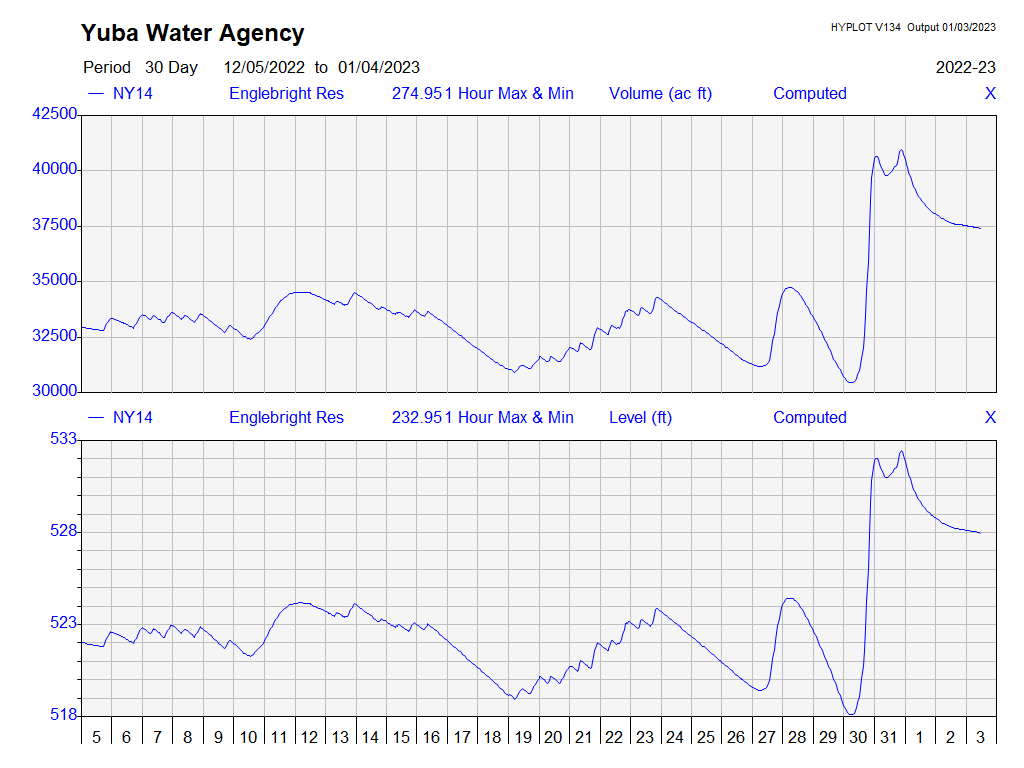 Yuba Water Agency
HYPLOT V134 Output 01/03/2023
Period 30 Day 12/05/2022 to 01/04/2023 2022-23
NY14 Englebright Res 274.951 Hour Max & Min Volume (ac ft) Computed X
42500
40000
37500
35000
32500
30000
NY14 Englebright Res 232.951 Hour Max & Min Level (ft) Computed X
533
528
523
518
5 6 7 8 9 10 11 12 13 14 15 16 17 18 19 20 21 22 23 24 25 26 27 28 29 30 31 1 2 3